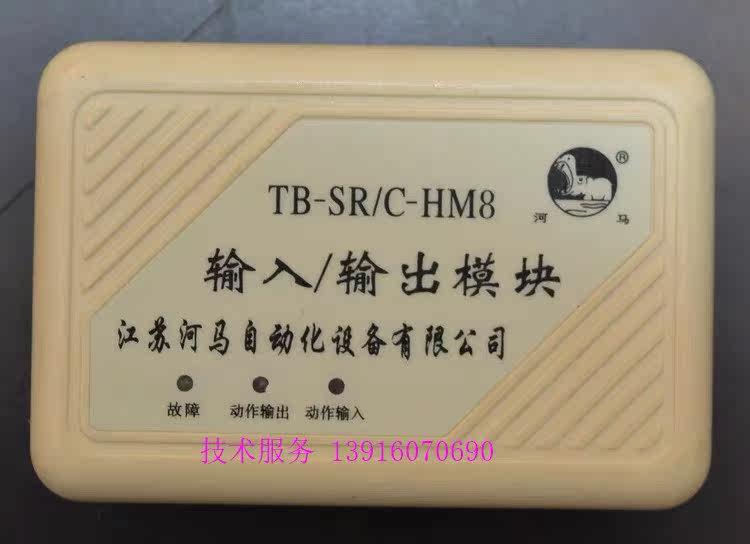 ®
TB-SR/C-HM8
河 马
输入/输出模块
江苏河马自动化设备有限公司
故障 动作输出 动作输入
技术服务 13916070690